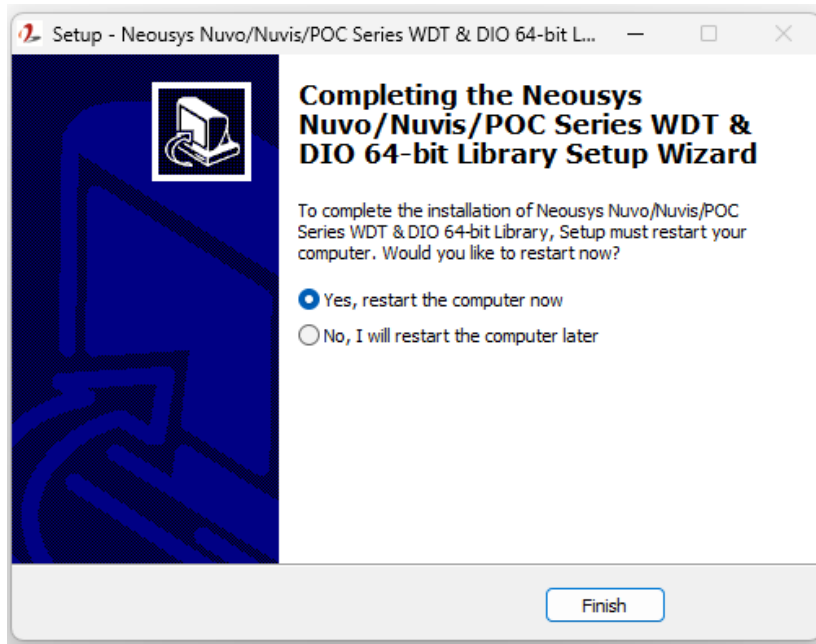 Setup - Neousys Nuvo/Nuvis/POC Series WDT & DIO 64-bit L...
Completing the Neousys
Nuvo/Nuvis/POC Series WDT &
DIO 64-bit Library Setup Wizard
To complete the installation of Neousys Nuvo/Nuvis/POC
Series WDT & DIO 64-bit Library, Setup must restart your
computer. Would you like to restart now?
Yes, restart the computer now
No, I will restart the computer later
Finish